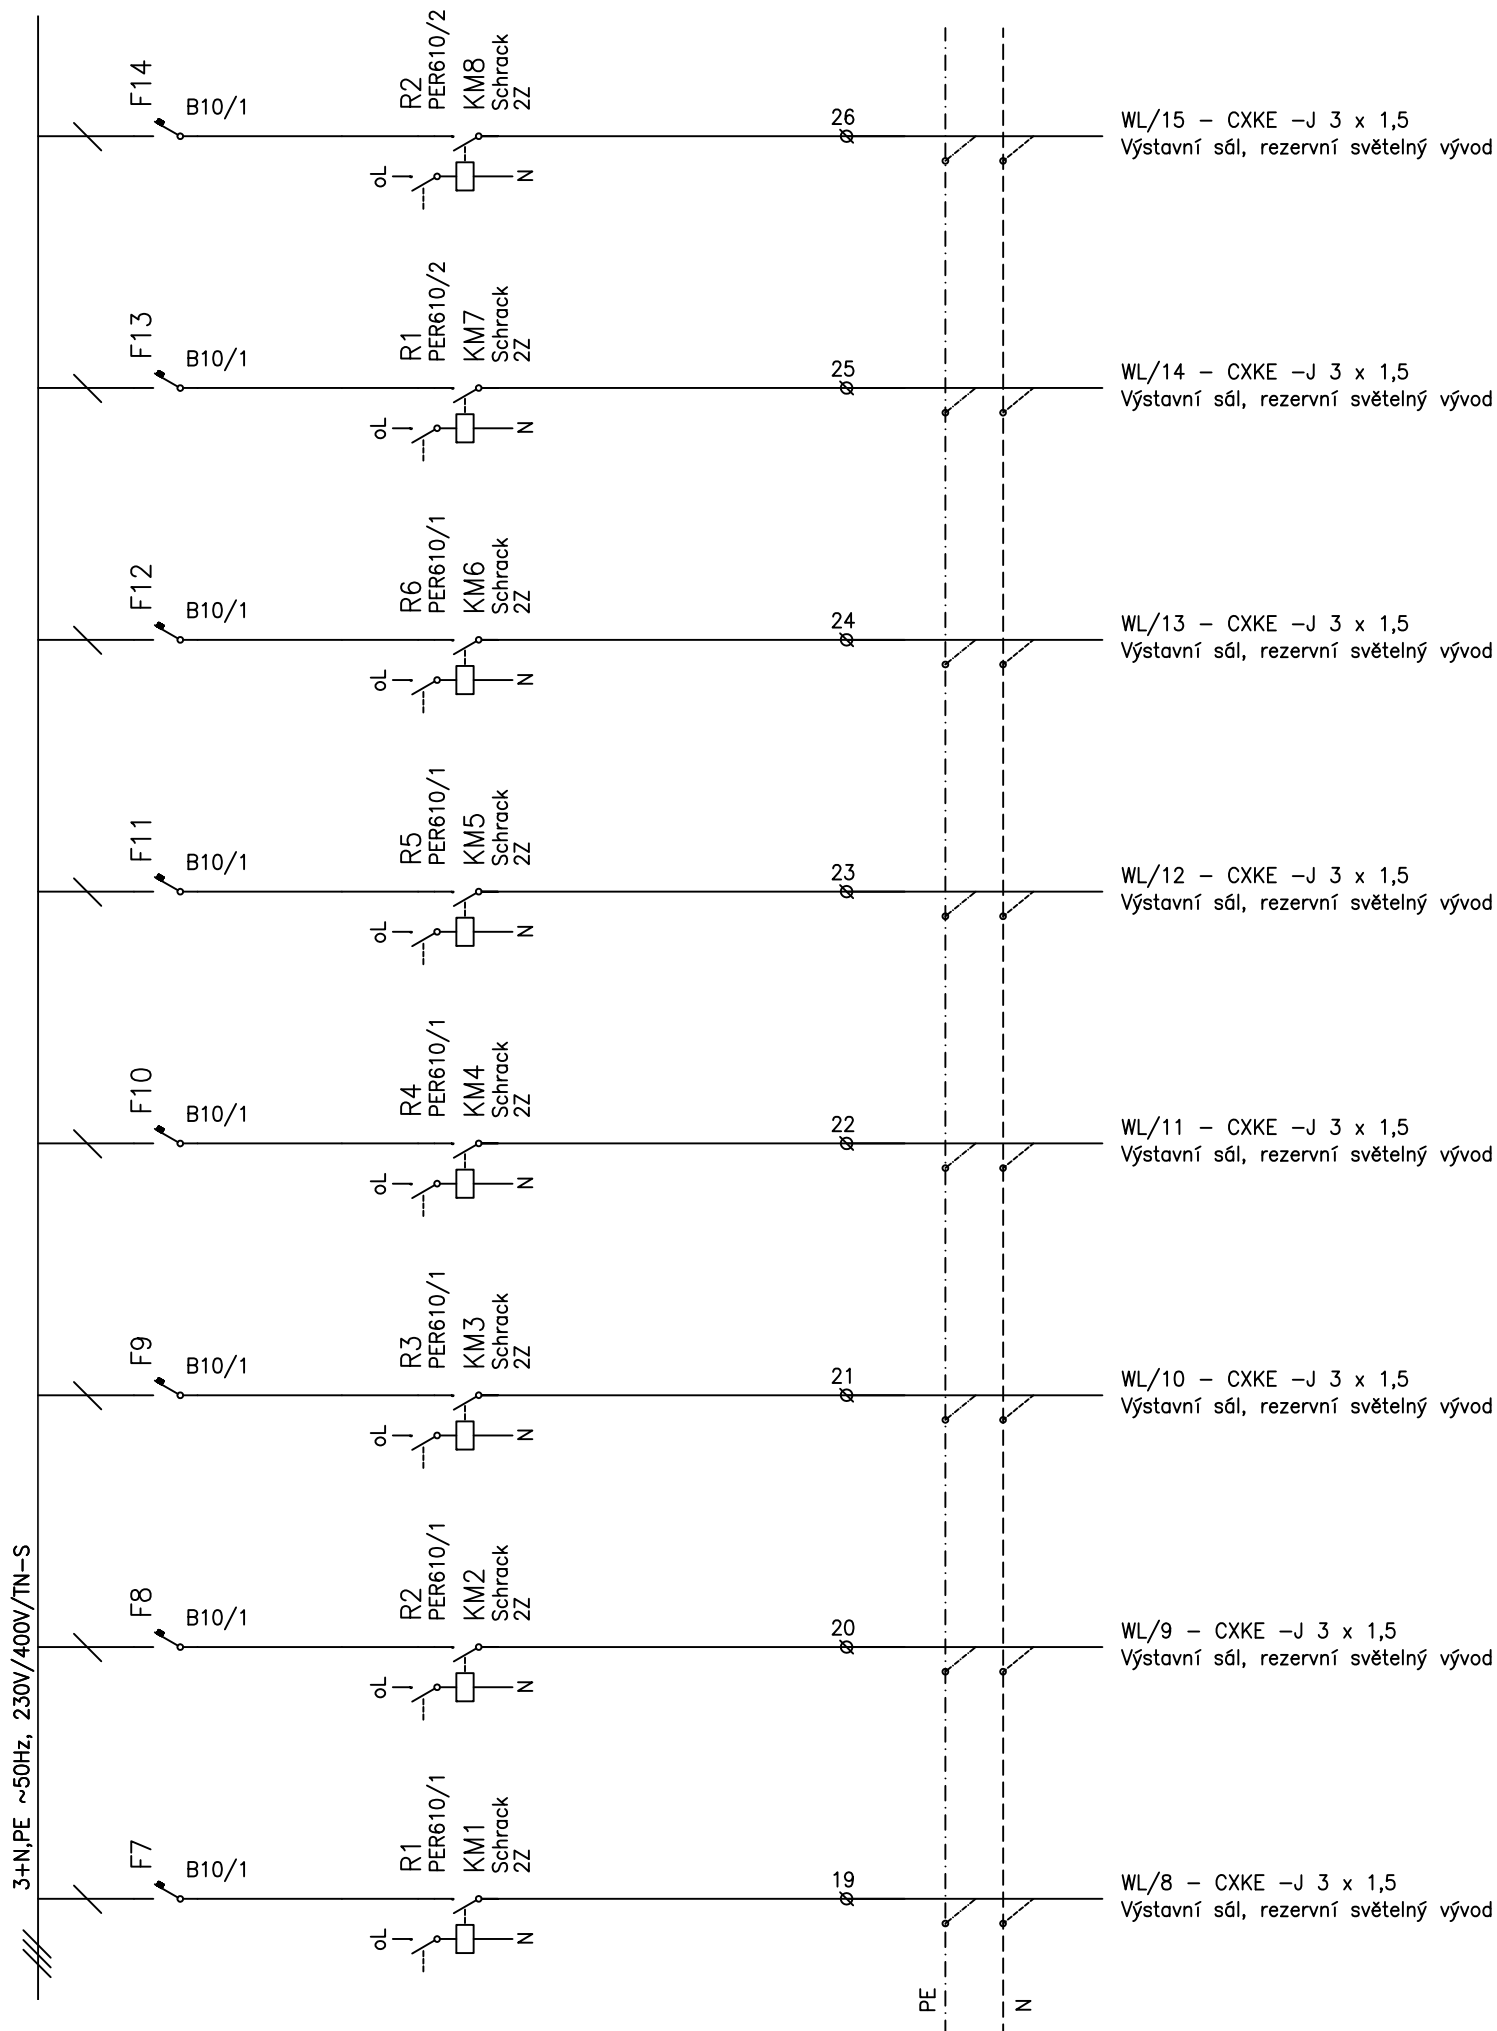 F14
B10/1
R2
PER610/2
KM8
Schrack
2Z
oL
N
26
WL/15 - CXKE -J 3 x 1,5
Výstavní sál, rezervní světelný vývod
F13
B10/1
R1
PER610/2
KM7
Schrack
2Z
oL
N
25
WL/14 - CXKE -J 3 x 1,5
Výstavní sál, rezervní světelný vývod
F12
B10/1
R6
PER610/1
KM6
Schrack
2Z
oL
N
24
WL/13 - CXKE -J 3 x 1,5
Výstavní sál, rezervní světelný vývod
F11
B10/1
R5
PER610/1
KM5
Schrack
2Z
oL
N
23
WL/12 - CXKE -J 3 x 1,5
Výstavní sál, rezervní světelný vývod
F10
B10/1
R4
PER610/1
KM4
Schrack
2Z
oL
N
22
WL/11 - CXKE -J 3 x 1,5
Výstavní sál, rezervní světelný vývod
F9
B10/1
R3
PER610/1
KM3
Schrack
2Z
oL
N
21
WL/10 - CXKE -J 3 x 1,5
Výstavní sál, rezervní světelný vývod
F8
B10/1
R2
PER610/1
KM2
Schrack
2Z
oL
N
20
WL/9 - CXKE -J 3 x 1,5
Výstavní sál, rezervní světelný vývod
3+N,PE ~50Hz, 230V/400V/TN-S
F7
B10/1
R1
PER610/1
KM1
Schrack
2Z
oL
N
19
WL/8 - CXKE -J 3 x 1,5
Výstavní sál, rezervní světelný vývod
PE
N